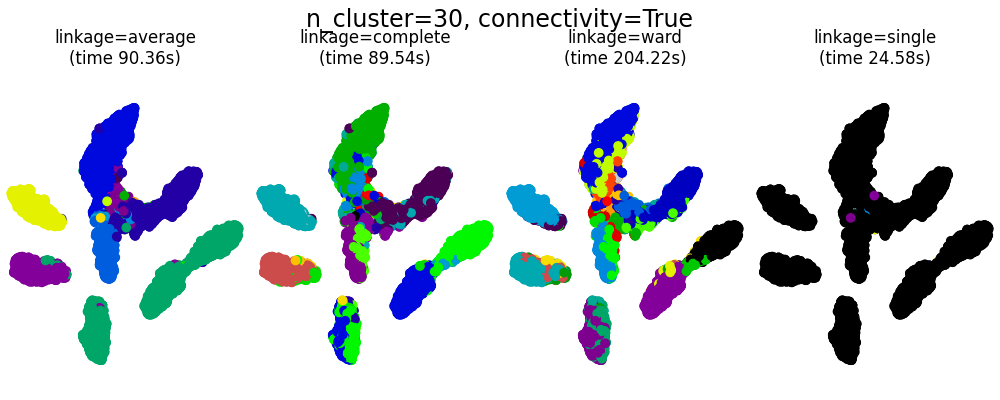 n_cluster=30, connectivity=True
linkage=average
(time 90.36s)
linkage=complete
(time 89.54s)
linkage=ward
(time 204.22s)
linkage=single
(time 24.58s)